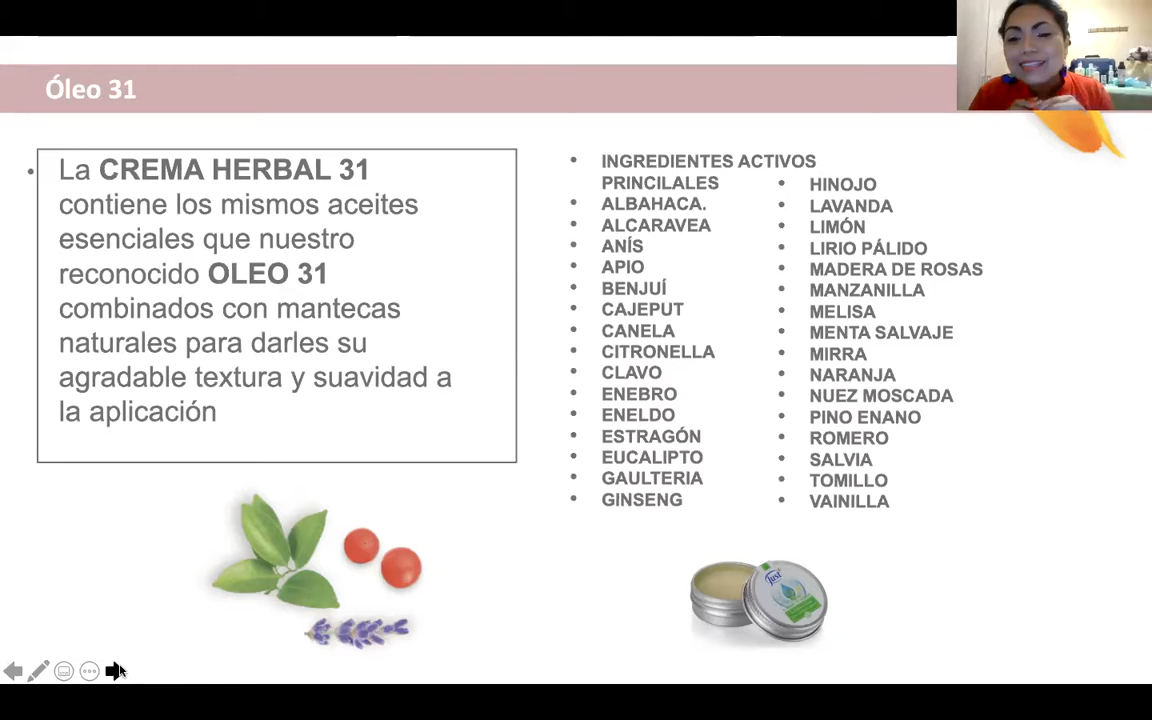 Óleo 31
La CREMA HERBAL 31
contiene los mismos aceites
esenciales que nuestro
reconocido OLEO 31
combinados con mantecas
naturales para darles su
agradable textura y suavidad a
la aplicación
INGREDIENTES ACTIVOS
PRINCILALES
ALBAHACA.
ALCARAVEA
ANÍS
APIO
BENJUÍ
CAJEPUT
CANELA
CITRONELLA
CLAVO
ENEBRO
ENELDO
ESTRAGÓN
EUCALIPTO
GAULTERIA
GINSENG
HINOJO
LAVANDA
LIMÓN
LIRIO PÁLIDO
MADERA DE ROSAS
MANZANILLA
MELISA
MENTA SALVAJE
MIRRA
NARANJA
NUEZ MOSCADA
PINO ENANO
ROMERO
SALVIA
TOMILLO
VAINILLA
Just